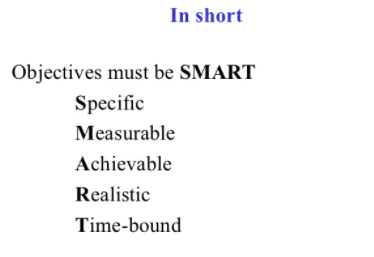 In short
Objectives must be SMART
Specific
Measurable
Achievable
Realistic
Time-bound